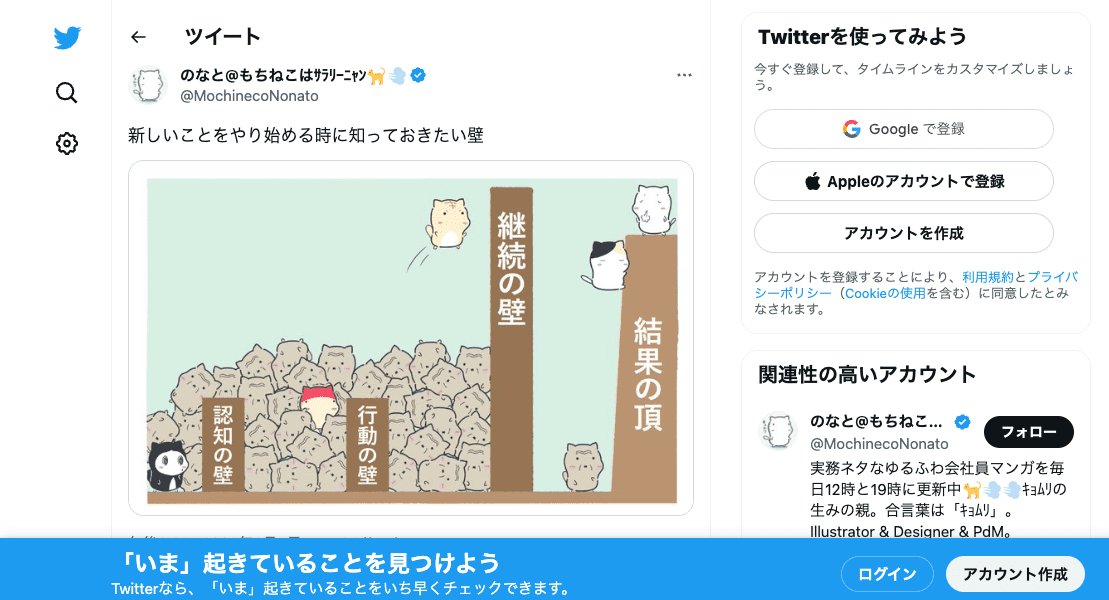 ツイート
のなと@もちねこはｻﾗﾘｰﾆｬﾝ🐈💨
@MochinecoNonato
新しいことをやり始める時に知っておきたい壁
認知の壁
行動の壁
継続の壁
結果の頂
Twitterを使ってみよう
今すぐ登録して、タイムラインをカスタマイズしましょ
う。
Google で登録
Appleのアカウントで登録
アカウントを作成
アカウントを登録することにより、利用規約とプライバ
シーポリシー（Cookieの使用を含む）に同意したとみ
なされます。
関連性の高いアカウント
のなと@もちねこ...
@MochinecoNonato
フォロー
実務ネタなゆるふわ会社員マンガを毎
日12時と19時に更新中🐈💨💨ｷｮﾑﾘの
生みの親。合言葉は「ｷｮﾑﾘ」。
Illustrator & Designer & PdM。
「いま」起きていることを見つけよう
Twitterなら、「いま」起きていることをいち早くチェックできます。
ログイン
アカウント作成